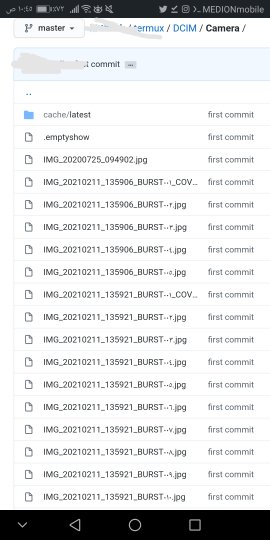 ص ١٠:٤٥ MEDIONmobile
master termux / DCIM / Camera /
first commit ...
..
cache/latest first commit
.emptyshow first commit
IMG_20200725_094902.jpg first commit
IMG_20210211_135906_BURST٠٠١_COV... first commit
IMG_20210211_135906_BURST٠٠٢.jpg first commit
IMG_20210211_135906_BURST٠٠٣.jpg first commit
IMG_20210211_135906_BURST٠٠٤.jpg first commit
IMG_20210211_135906_BURST٠٠٥.jpg first commit
IMG_20210211_135921_BURST٠٠١_COV... first commit
IMG_20210211_135921_BURST٠٠٢.jpg first commit
IMG_20210211_135921_BURST٠٠٣.jpg first commit
IMG_20210211_135921_BURST٠٠٤.jpg first commit
IMG_20210211_135921_BURST٠٠٥.jpg first commit
IMG_20210211_135921_BURST٠٠٦.jpg first commit
IMG_20210211_135921_BURST٠٠٧.jpg first commit
IMG_20210211_135921_BURST٠٠٨.jpg first commit
IMG_20210211_135921_BURST٠٠٩.jpg first commit
IMG_20210211_135921_BURST٠١٠.jpg first commit